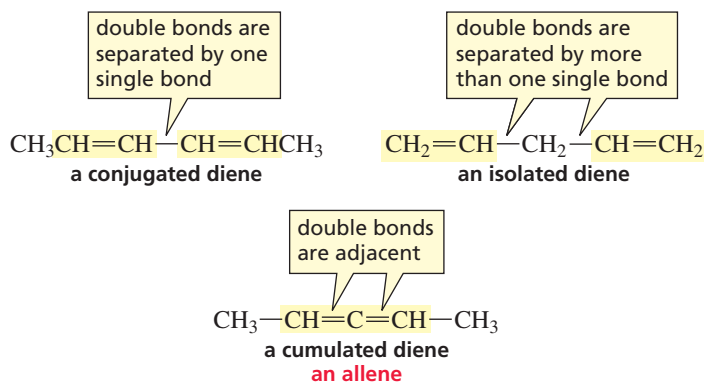 double bonds are
separated by one
single bond
double bonds are
separated by more
than one single bond
CH₃CH=CH—CH=CHCH₃
a conjugated diene
CH₂=CH—CH₂—CH=CH₂
an isolated diene
double bonds
are adjacent
CH₃—CH=C=CH—CH₃
a cumulated diene
an allene